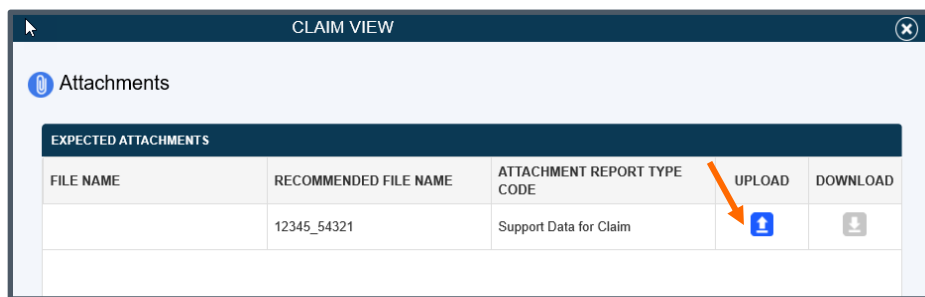 CLAIM VIEW
Attachments
EXPECTED ATTACHMENTS
FILE NAME RECOMMENDED FILE NAME ATTACHMENT REPORT TYPE CODE UPLOAD DOWNLOAD
12345_54321 Support Data for Claim